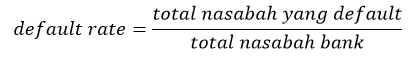 default rate = total nasabah yang default
total nasabah bank